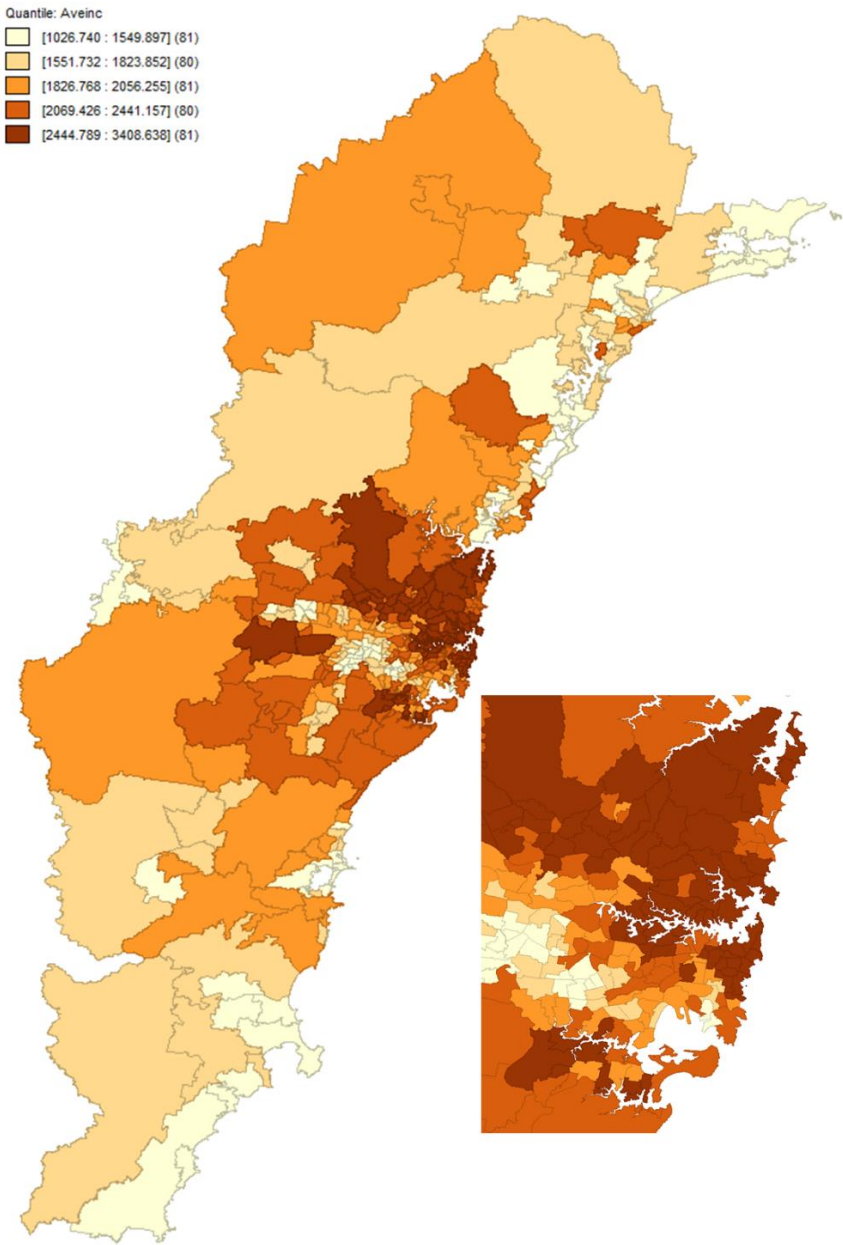 Quantile: Aveinc
[1026.740 : 1549.897] (81)
[1551.732 : 1823.852] (80)
[1826.768 : 2056.255] (81)
[2069.426 : 2441.157] (80)
[2444.789 : 3408.638] (81)